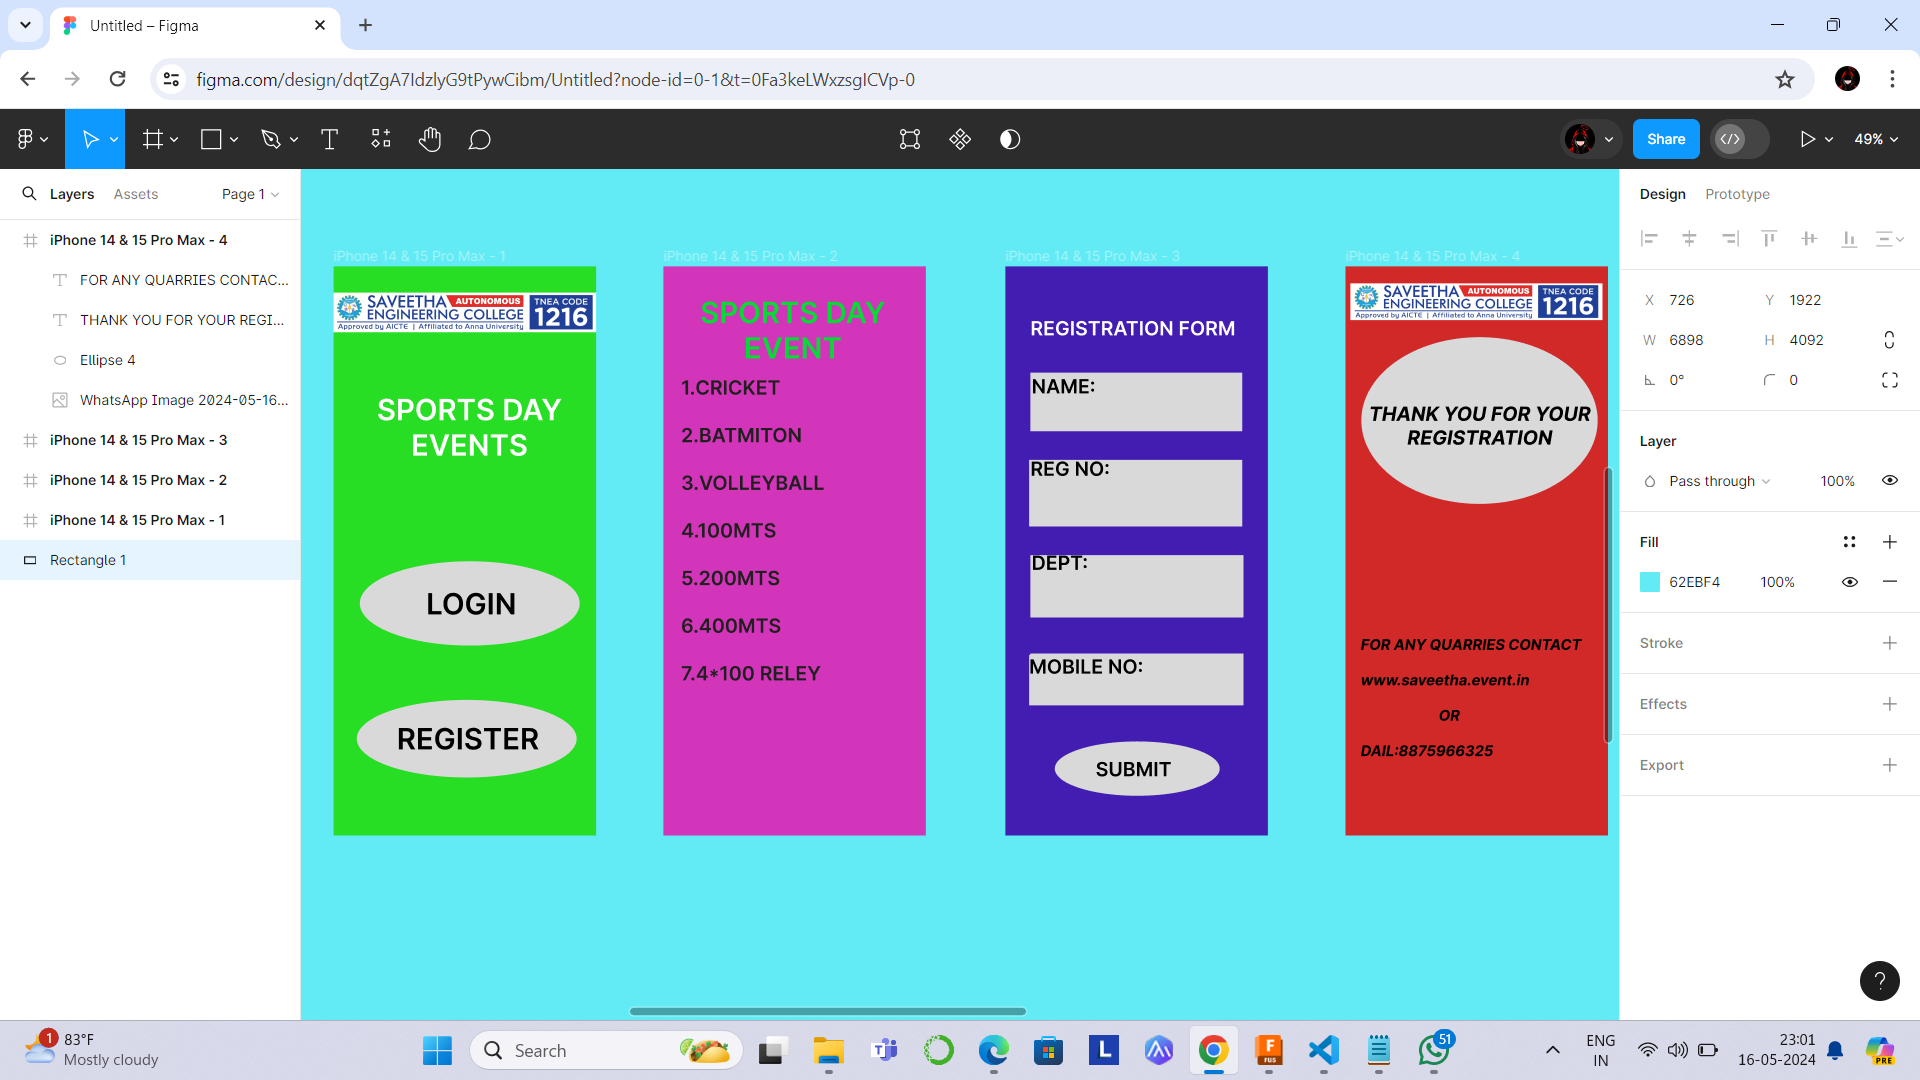 Untitled – Figma
figma.com/design/dqtZgA7IdzlyG9tPywCibm/Untitled?node-id=0-1&t=0Fa3keLWxzsgICVp-0
Share
49%
Layers
Assets
Page 1
iPhone 14 & 15 Pro Max - 4
FOR ANY QUARRIES CONTAC...
THANK YOU FOR YOUR REGI...
Ellipse 4
WhatsApp Image 2024-05-16...
iPhone 14 & 15 Pro Max - 3
iPhone 14 & 15 Pro Max - 2
iPhone 14 & 15 Pro Max - 1
Rectangle 1
iPhone 14 & 15 Pro Max - 1
SAVEETHA AUTONOMOUS
ENGINEERING COLLEGE
Approved by AICTE | Affiliated to Anna University
TNEA CODE
1216
SPORTS DAY
EVENTS
LOGIN
REGISTER
iPhone 14 & 15 Pro Max - 2
SPORTS DAY
EVENT
1.CRICKET
2.BATMITON
3.VOLLEYBALL
4.100MTS
5.200MTS
6.400MTS
7.4*100 RELEY
iPhone 14 & 15 Pro Max - 3
REGISTRATION FORM
NAME:
REG NO:
DEPT:
MOBILE NO:
SUBMIT
iPhone 14 & 15 Pro Max - 4
SAVEETHA AUTONOMOUS
ENGINEERING COLLEGE
Approved by AICTE | Affiliated to Anna University
TNEA CODE
1216
THANK YOU FOR YOUR
REGISTRATION
FOR ANY QUARRIES CONTACT
www.saveetha.event.in
OR
DAIL:8875966325
Design
Prototype
X 726 Y 1922
W 6898 H 4092
0° 0
Layer
Pass through 100%
Fill
62EBF4 100%
Stroke
Effects
Export
?
1
83°F
Mostly cloudy
Search
L
F
FUS
51
ENG
IN
23:01
16-05-2024
PRE